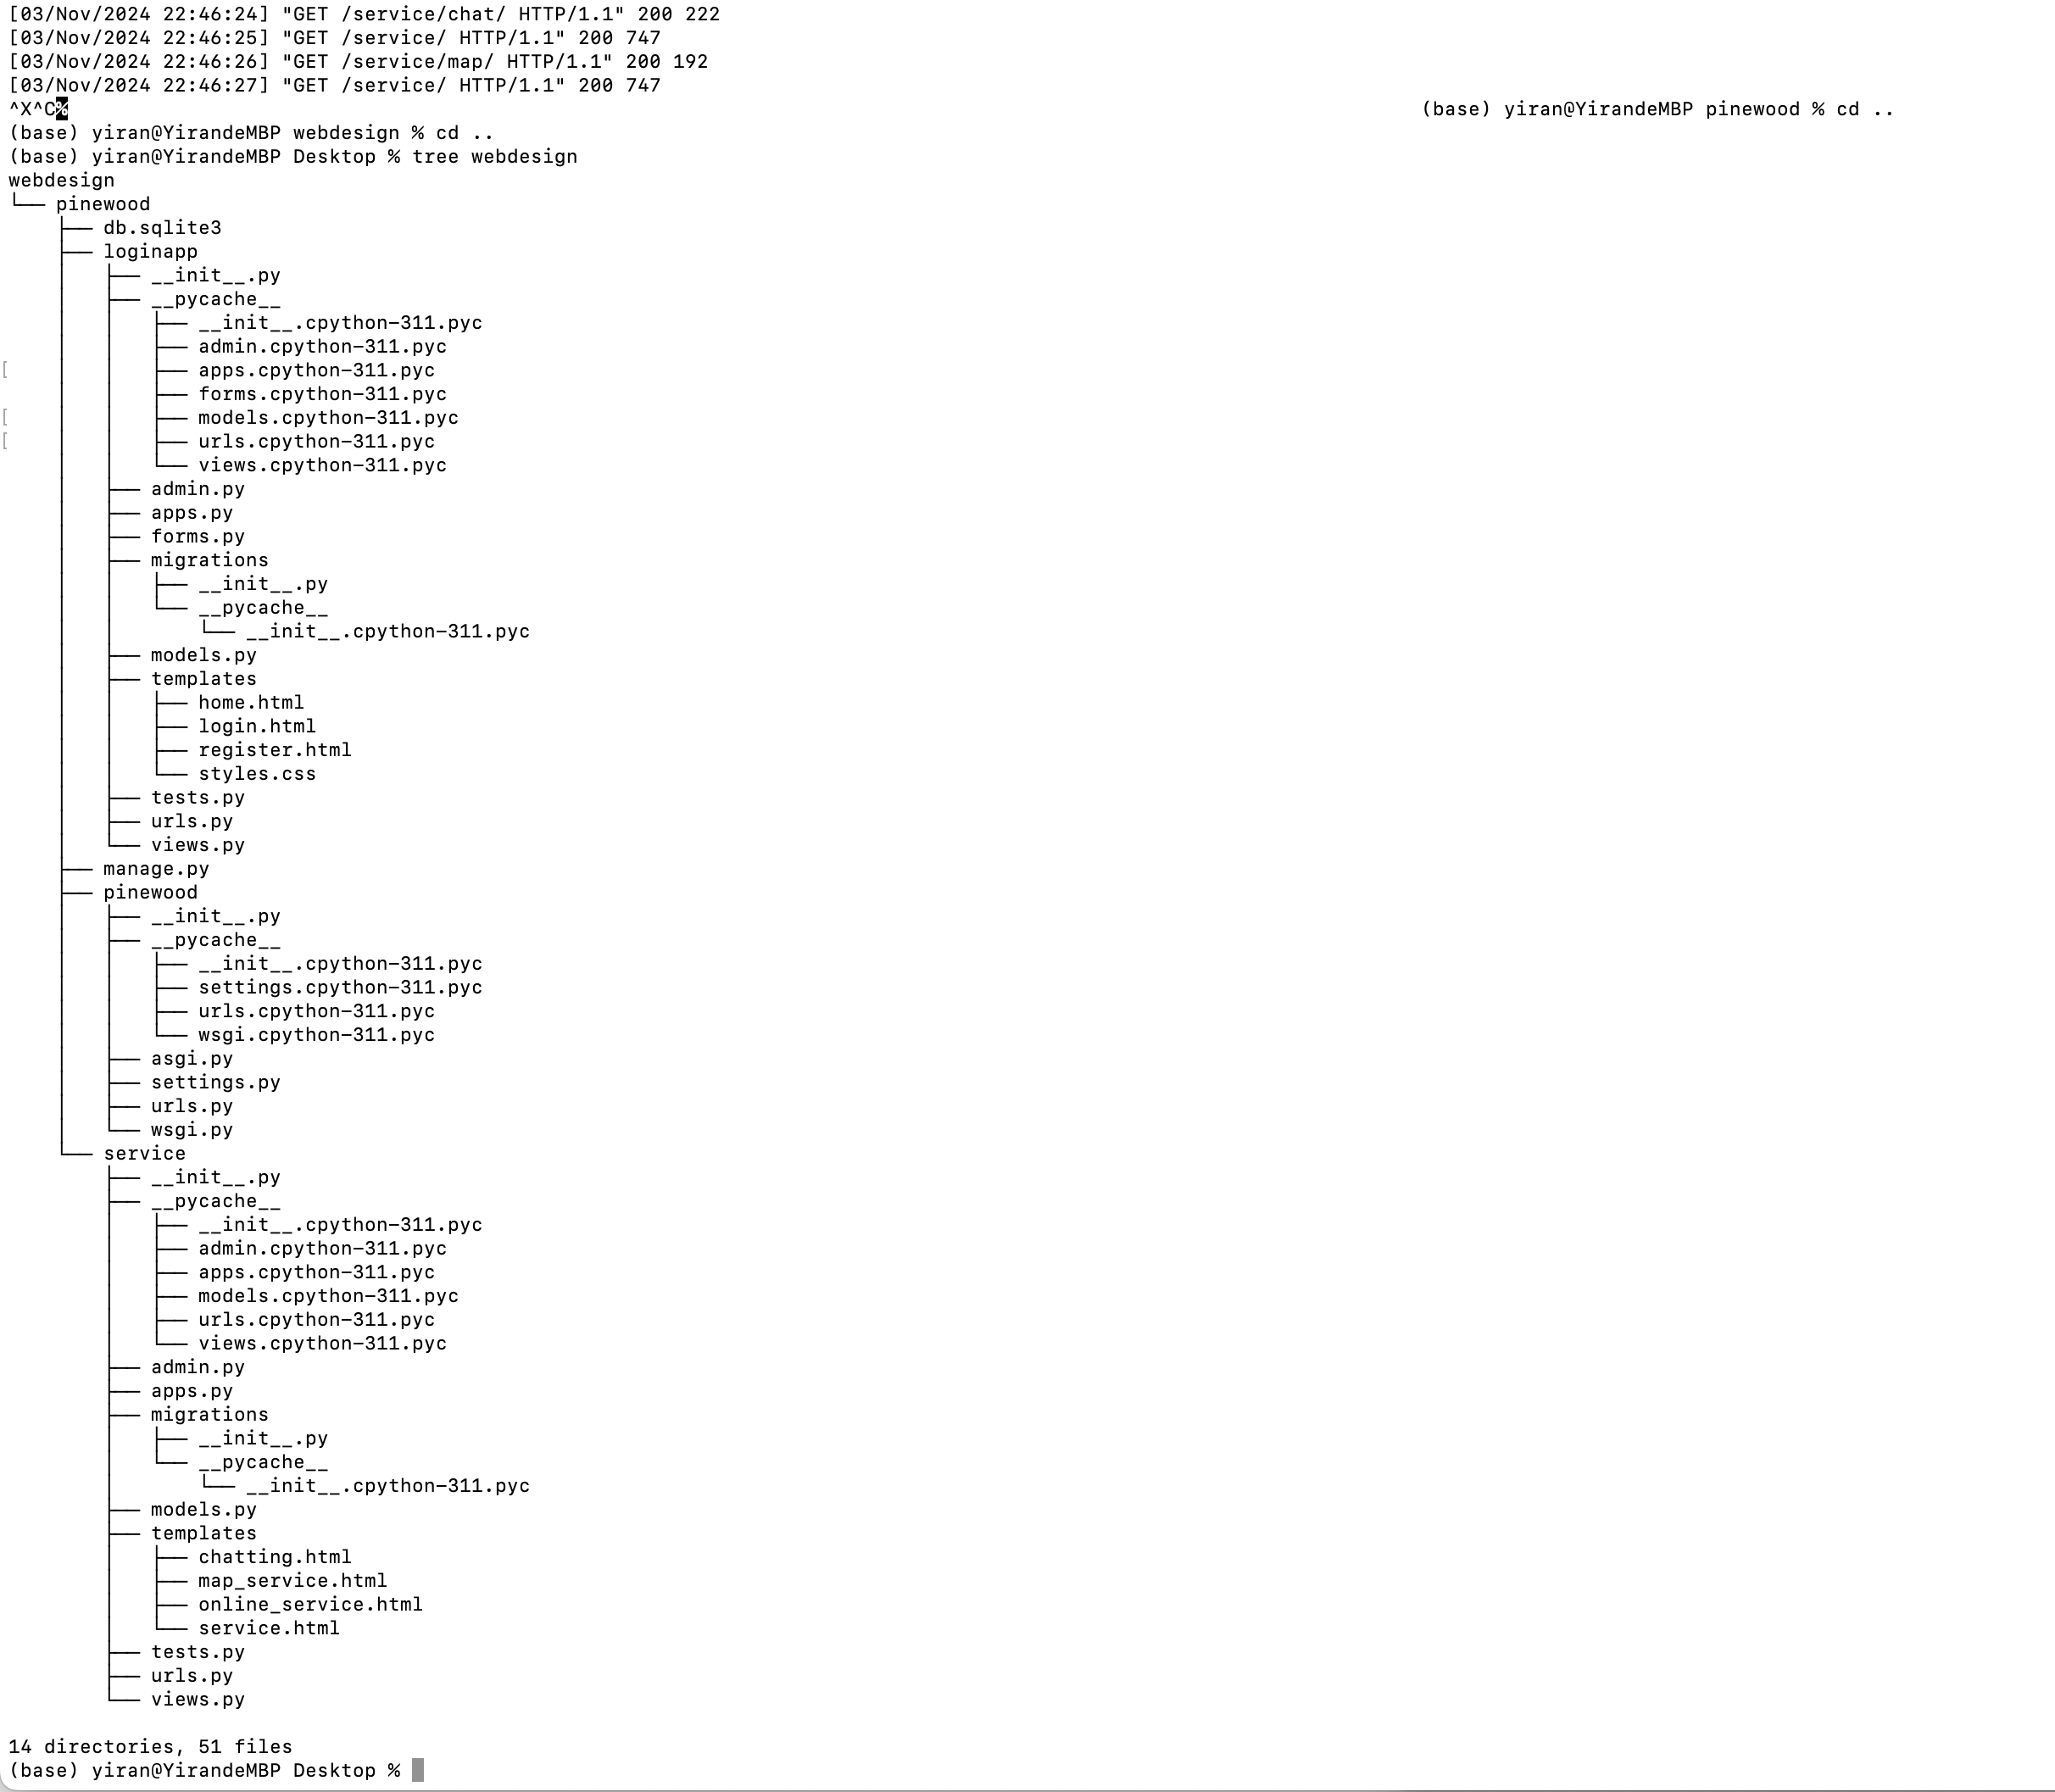 [03/Nov/2024 22:46:24] "GET /service/chat/ HTTP/1.1" 200 222
[03/Nov/2024 22:46:25] "GET /service/ HTTP/1.1" 200 747
[03/Nov/2024 22:46:26] "GET /service/map/ HTTP/1.1" 200 192
[03/Nov/2024 22:46:27] "GET /service/ HTTP/1.1" 200 747
^X^C% (base) yiran@YirandeMBP pinewood % cd ..
(base) yiran@YirandeMBP webdesign % cd ..
(base) yiran@YirandeMBP Desktop % tree webdesign
webdesign
└── pinewood
    ├── db.sqlite3
    ├── loginapp
    │   ├── __init__.py
    │   ├── __pycache__
    │   │   ├── __init__.cpython-311.pyc
    │   │   ├── admin.cpython-311.pyc
[   │   │   ├── apps.cpython-311.pyc
    │   │   ├── forms.cpython-311.pyc
[   │   │   ├── models.cpython-311.pyc
[   │   │   ├── urls.cpython-311.pyc
    │   │   └── views.cpython-311.pyc
    │   ├── admin.py
    │   ├── apps.py
    │   ├── forms.py
    │   ├── migrations
    │   │   ├── __init__.py
    │   │   └── __pycache__
    │   │       └── __init__.cpython-311.pyc
    │   ├── models.py
    │   ├── templates
    │   │   ├── home.html
    │   │   ├── login.html
    │   │   ├── register.html
    │   │   └── styles.css
    │   ├── tests.py
    │   ├── urls.py
    │   └── views.py
    ├── manage.py
    ├── pinewood
    │   ├── __init__.py
    │   ├── __pycache__
    │   │   ├── __init__.cpython-311.pyc
    │   │   ├── settings.cpython-311.pyc
    │   │   ├── urls.cpython-311.pyc
    │   │   └── wsgi.cpython-311.pyc
    │   ├── asgi.py
    │   ├── settings.py
    │   ├── urls.py
    │   └── wsgi.py
    └── service
        ├── __init__.py
        ├── __pycache__
        │   ├── __init__.cpython-311.pyc
        │   ├── admin.cpython-311.pyc
        │   ├── apps.cpython-311.pyc
        │   ├── models.cpython-311.pyc
        │   ├── urls.cpython-311.pyc
        │   └── views.cpython-311.pyc
        ├── admin.py
        ├── apps.py
        ├── migrations
        │   ├── __init__.py
        │   └── __pycache__
        │       └── __init__.cpython-311.pyc
        ├── models.py
        ├── templates
        │   ├── chatting.html
        │   ├── map_service.html
        │   ├── online_service.html
        │   └── service.html
        ├── tests.py
        ├── urls.py
        └── views.py

14 directories, 51 files
(base) yiran@YirandeMBP Desktop %